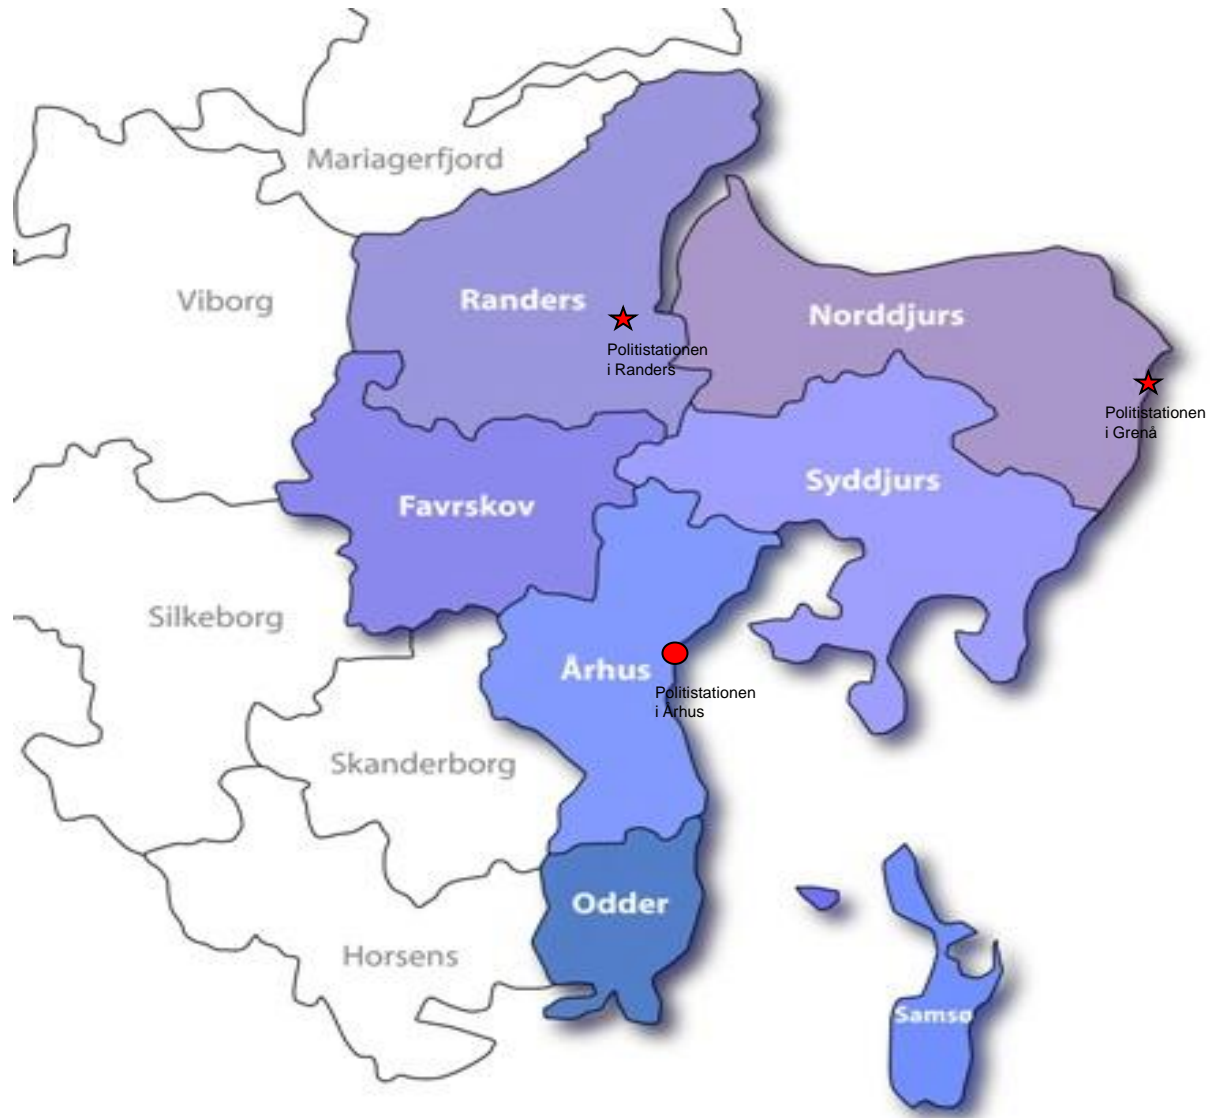 Mariagerfjord
Viborg
Randers
Norddjurs
Politistationen
i Randers
Politistationen
i Grenå
Syddjurs
Favrskov
Silkeborg
Århus
Politistationen
i Århus
Skanderborg
Odder
Horsens
Samsø